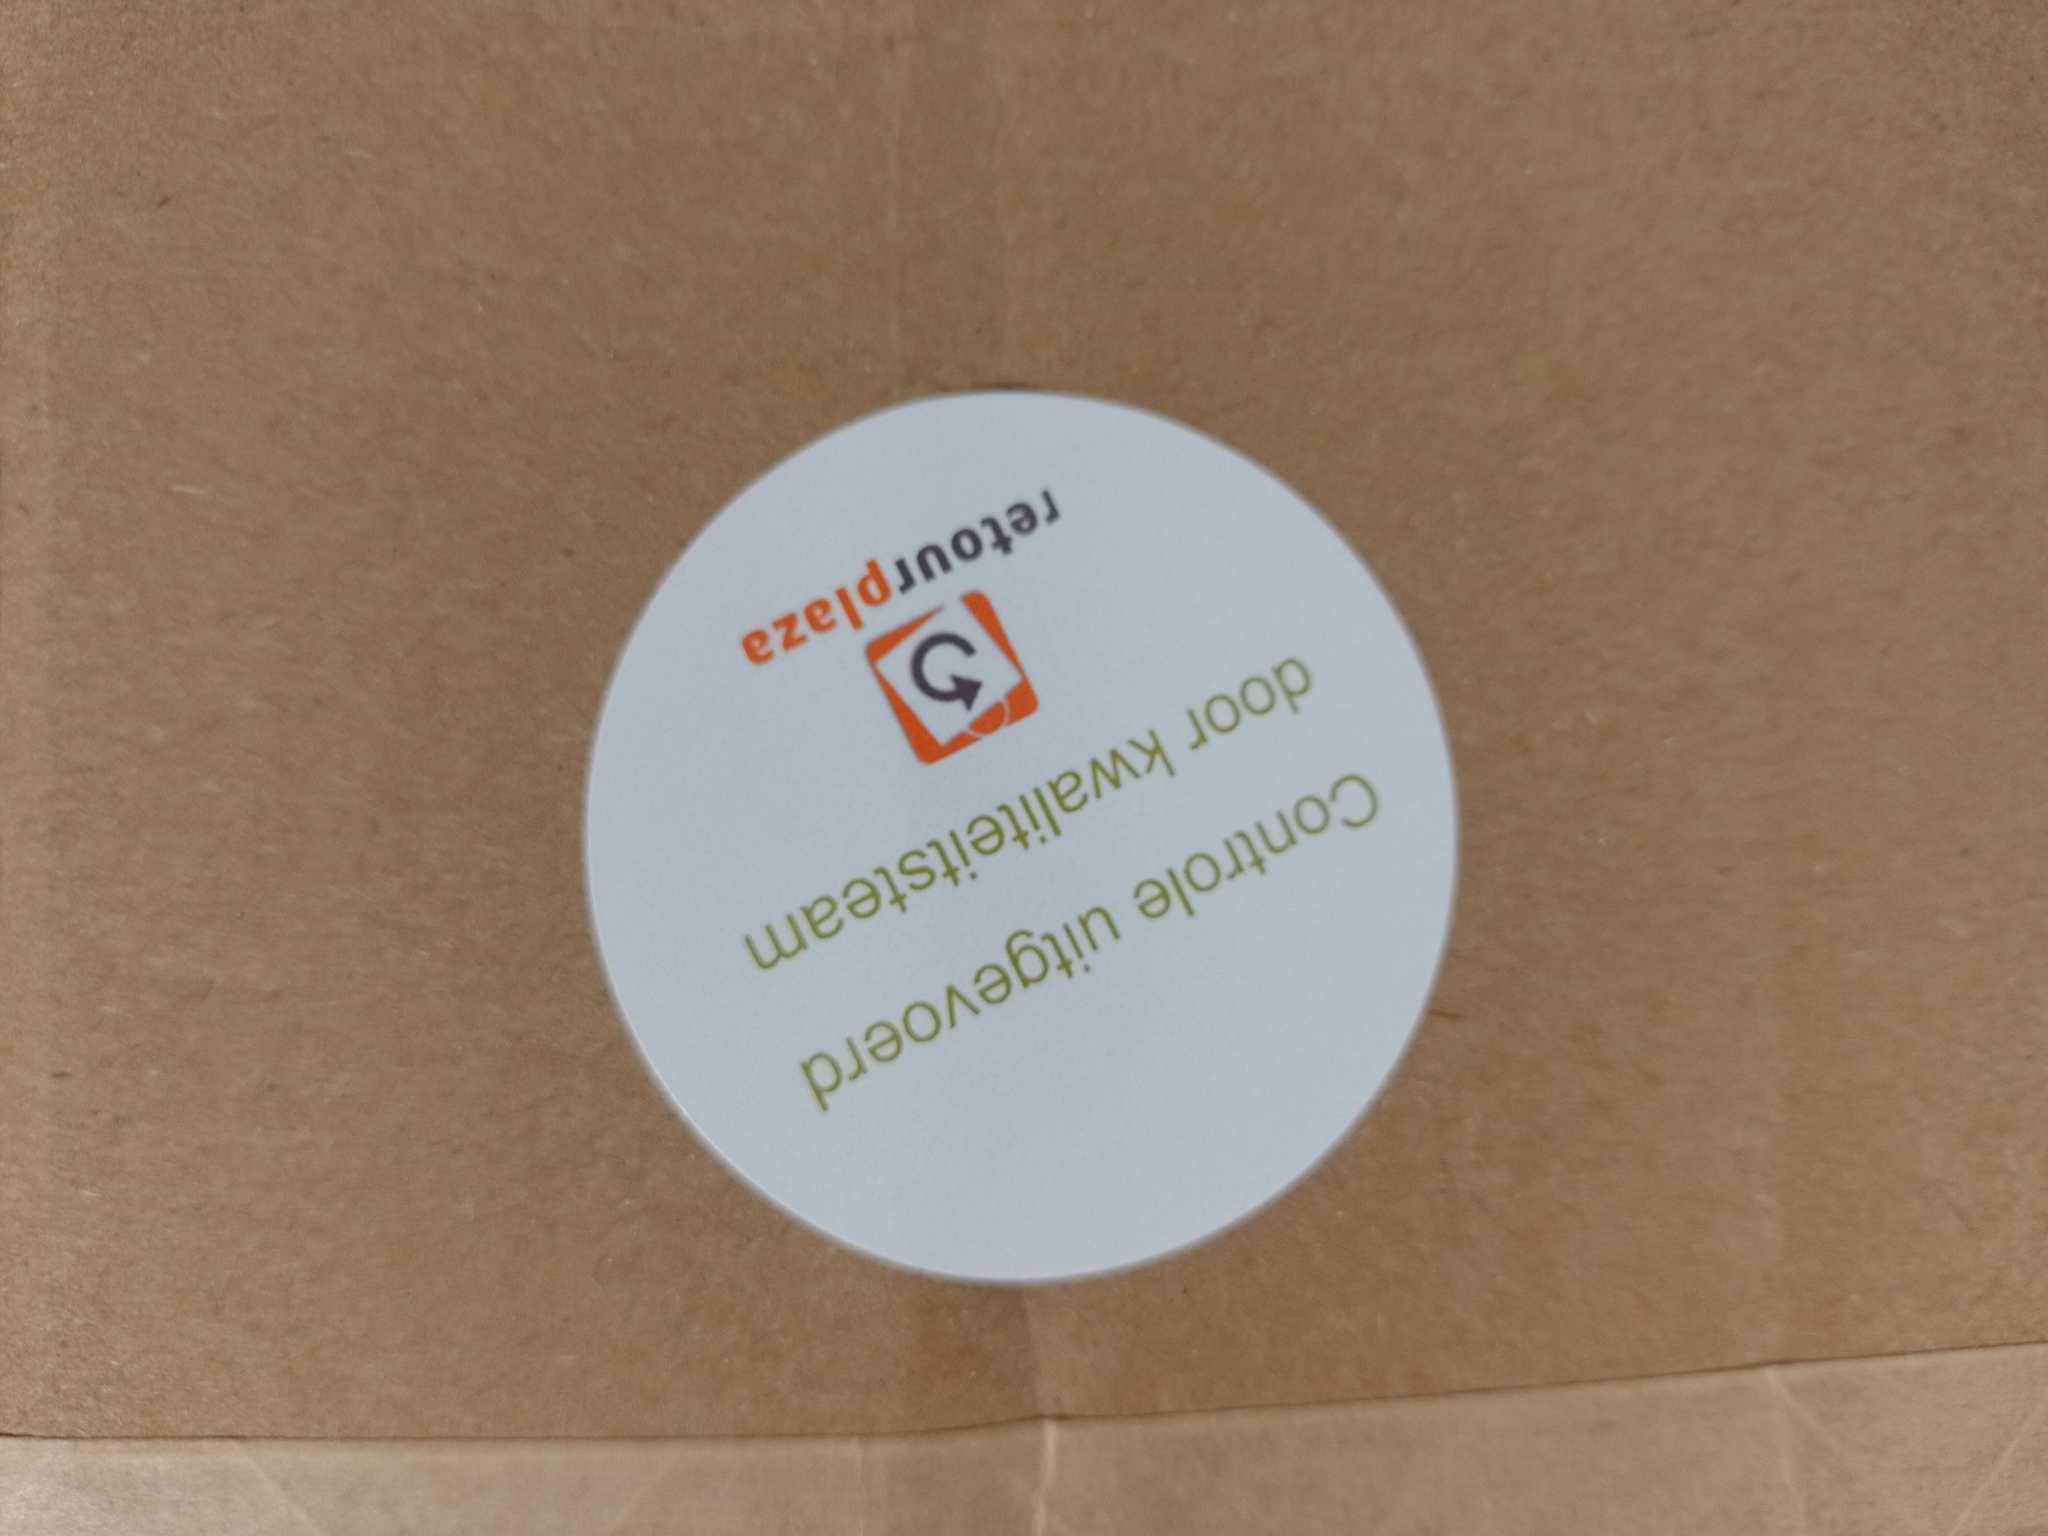 Controle uitgevoerd
door kwaliteitsteam
retourplaza